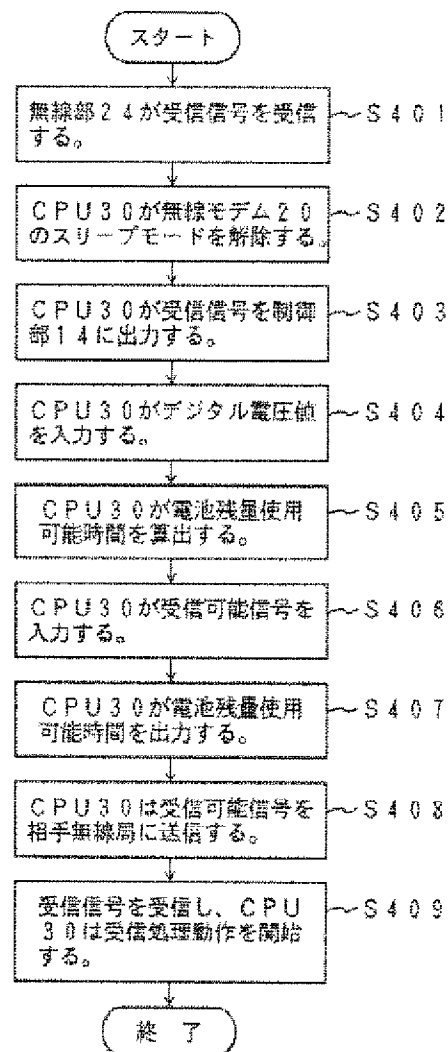 スタート
無線部24が受信信号を受信
する。
S401
CPU30が無線モデム20
のスリープモードを解除する。
S402
CPU30が受信信号を制御
部14に出力する。
S403
CPU30がデジタル電圧値
を入力する。
S404
CPU30が電池残量使用
可能時間を算出する。
S405
CPU30が受信可能信号を
入力する。
S406
CPU30が電池残量使用
可能時間を出力する。
S407
CPU30は受信可能信号を
相手無線局に送信する。
S408
受信信号を受信し、CPU
30は受信処理動作を開始
する。
S409
終了